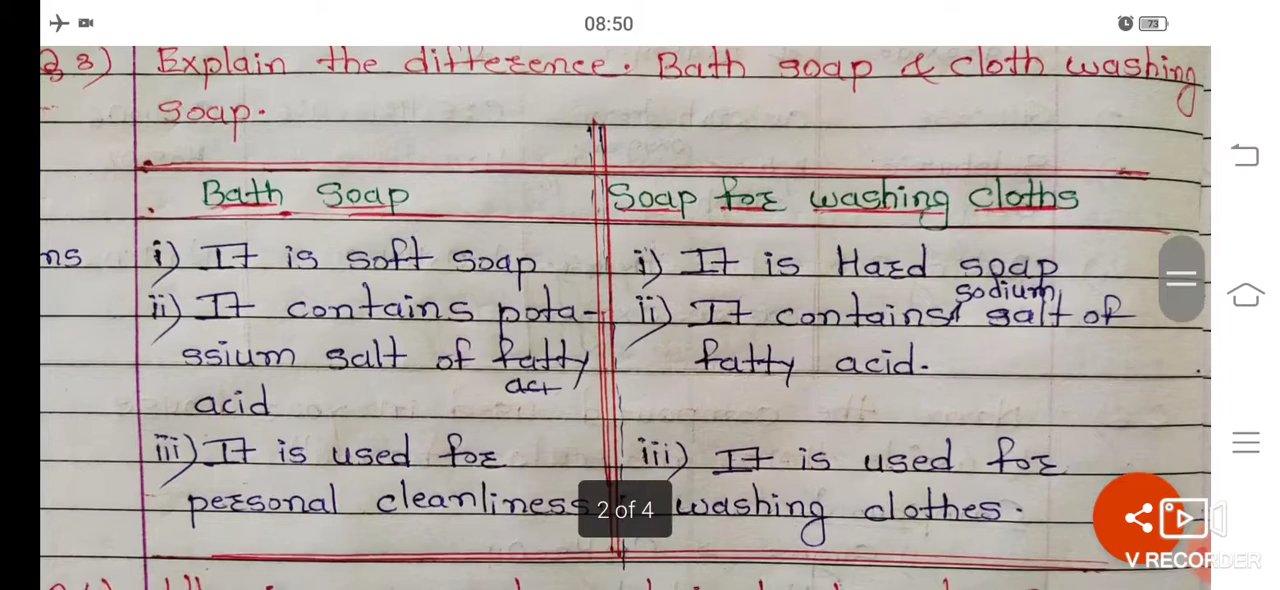 08:50
73
Q 3) Explain the difference. Bath soap & cloth washing
soap.
Bath Soap
Soap for washing cloths
ns
i) It is soft soap
ii) It contains pota-
ssium salt of fatty
act
acid
iii) It is used for
personal cleanliness
i) It is Hard soap
sodium
ii) It contains salt of
fatty acid.
iii) It is used for
washing clothes.
2 of 4
V RECORDER